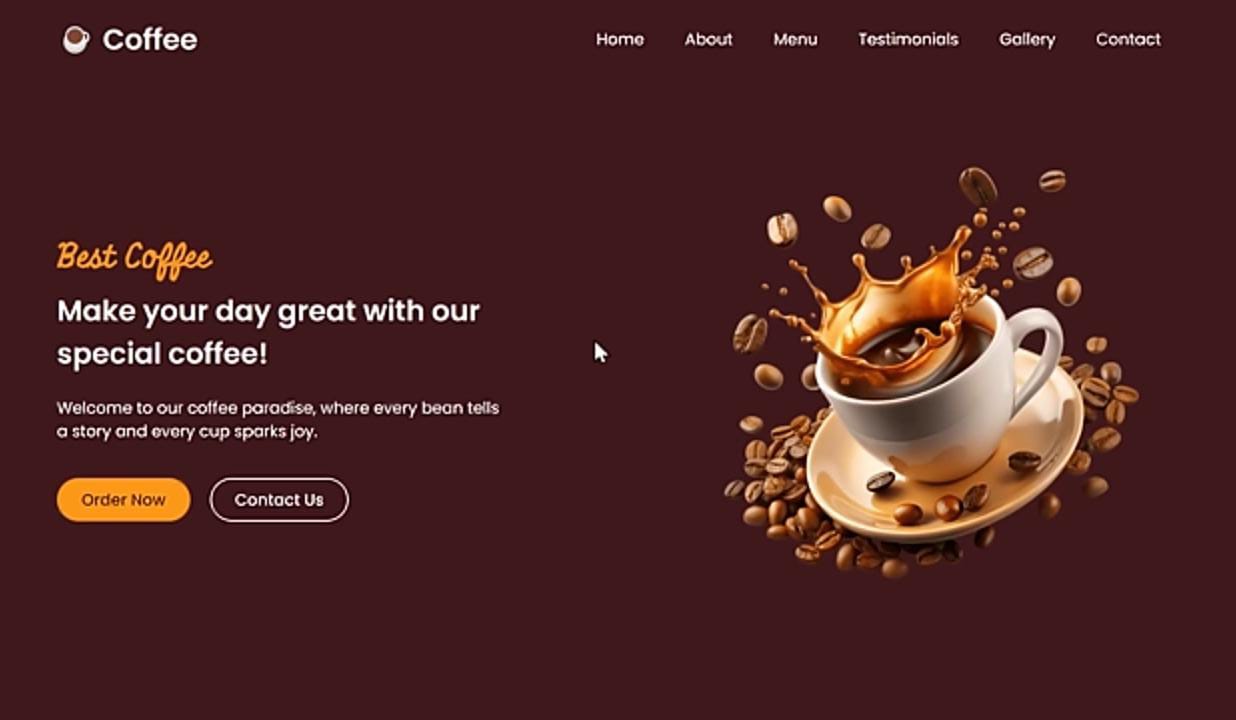 Coffee
Home About Menu Testimonials Gallery Contact
Best Coffee
Make your day great with our
special coffee!
Welcome to our coffee paradise, where every bean tells
a story and every cup sparks joy.
Order Now Contact Us